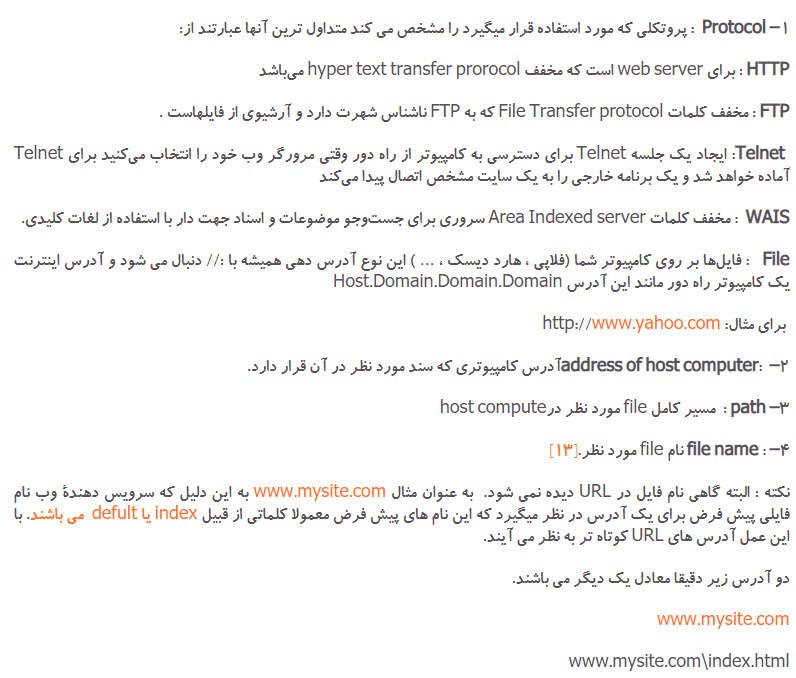 ۱– Protocol : پروتکلی که مورد استفاده قرار میگیرد را مشخص می کند متداول ترین آنها عبارتند از:
HTTP : برای web server است که مخفف hyper text transfer prorocol می‌باشد
FTP : مخفف کلمات File Transfer protocol که به FTP ناشناس شهرت دارد و آرشیوی از فایلهاست .
Telnet: ایجاد یک جلسه Telnet برای دسترسی به کامپیوتر از راه دور وقتی مرورگر وب خود را انتخاب می‌کنید برای Telnet
آماده خواهد شد و یک برنامه خارجی را به یک سایت مشخص اتصال پیدا می‌کند
WAIS : مخفف کلمات Area Indexed server سروری برای جست‌وجو موضوعات و اسناد جهت دار با استفاده از لغات کلیدی.
File : فایل‌ها بر روی کامپیوتر شما (فلاپی ، هارد دیسک ، … ) این نوع آدرس دهی همیشه با :// دنبال می شود و آدرس اینترنت
یک کامپیوتر راه دور مانند این آدرس Host.Domain.Domain.Domain
برای مثال: http://www.yahoo.com
۲– :address of host computerآدرس کامپیوتری که سند مورد نظر در آن قرار دارد.
۳– path : مسیر کامل file مورد نظر درhost compute
۴– file name : نام file مورد نظر.[۱۳]
نکته : البته گاهی نام فایل در URL دیده نمی شود. به عنوان مثال www.mysite.com به این دلیل که سرویس دهندهٔ وب نام
فایلی پیش فرض برای یک آدرس در نظر میگیرد که این نام های پیش فرض معمولا کلماتی از قبیل index یا defult می باشند. با
این عمل آدرس های URL کوتاه تر به نظر می آیند.
دو آدرس زیر دقیقا معادل یک دیگر می باشند.
www.mysite.com
www.mysite.com\index.html